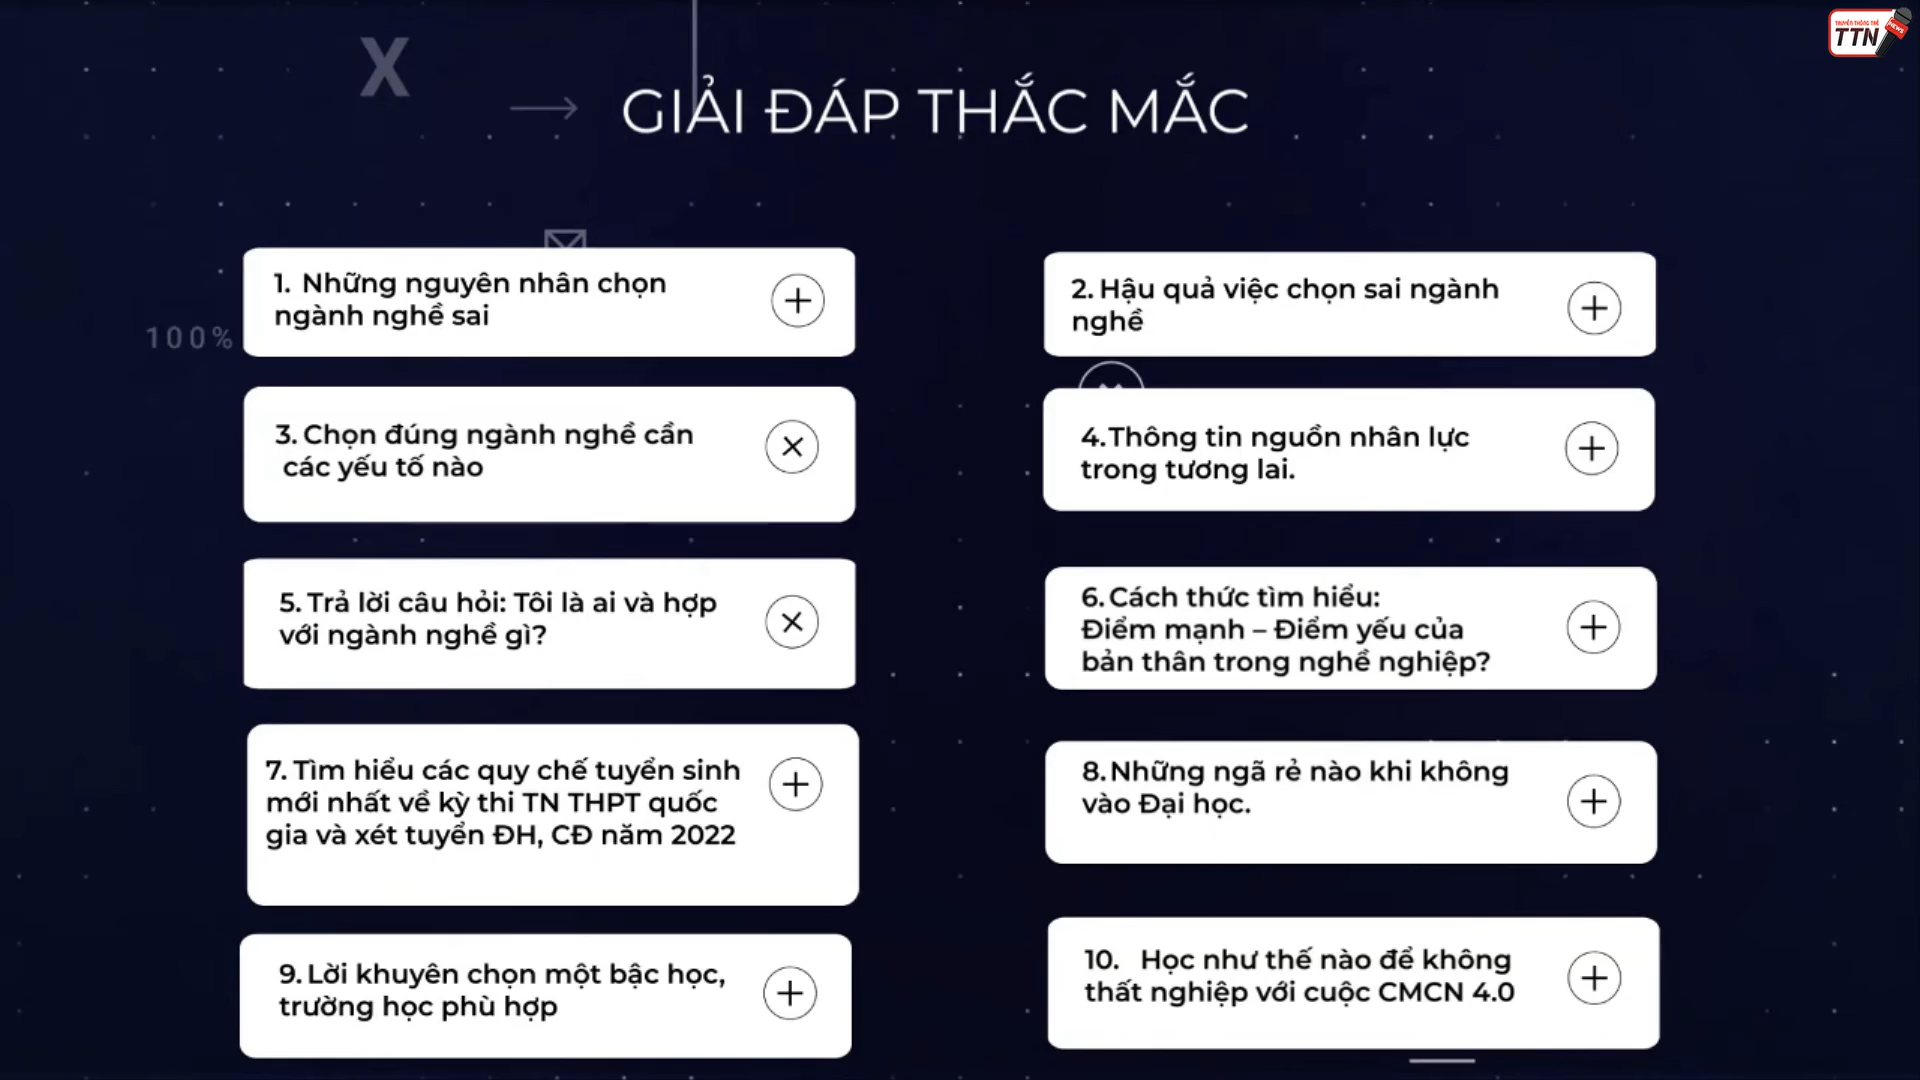 TRUYỀN THÔNG TRẺ
TTN
NEWS
X
GIẢI ĐÁP THẮC MẮC
100%
1. Những nguyên nhân chọn
ngành nghề sai
2. Hậu quả việc chọn sai ngành
nghề
3. Chọn đúng ngành nghề cần
các yếu tố nào
4.Thông tin nguồn nhân lực
trong tương lai.
5. Trả lời câu hỏi: Tôi là ai và hợp
với ngành nghề gì?
6. Cách thức tìm hiểu:
Điểm mạnh – Điểm yếu của
bản thân trong nghề nghiệp?
7. Tìm hiểu các quy chế tuyển sinh
mới nhất về kỳ thi TN THPT quốc
gia và xét tuyển ĐH, CĐ năm 2022
8. Những ngã rẻ nào khi không
vào Đại học.
9. Lời khuyên chọn một bậc học,
trường học phù hợp
10. Học như thế nào để không
thất nghiệp với cuộc CMCN 4.0